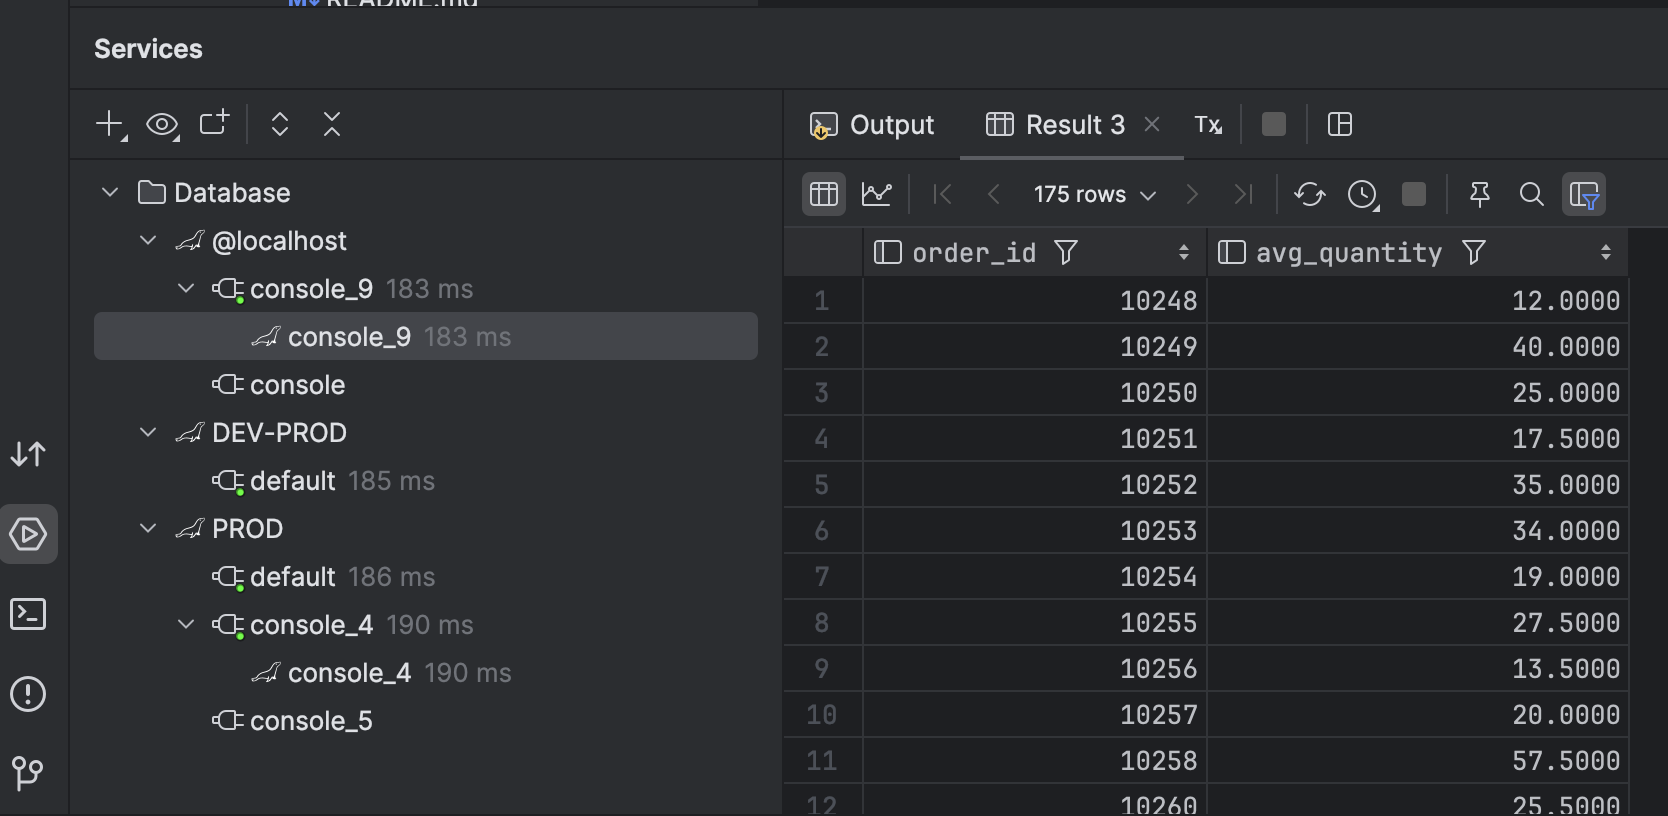 README.md
Services
Output
Result 3
Tx
Database
@localhost
console_9 183 ms
console_9 183 ms
console
DEV-PROD
default 185 ms
PROD
default 186 ms
console_4 190 ms
console_4 190 ms
console_5
175 rows
order_id avg_quantity
1 10248 12.0000
2 10249 40.0000
3 10250 25.0000
4 10251 17.5000
5 10252 35.0000
6 10253 34.0000
7 10254 19.0000
8 10255 27.5000
9 10256 13.5000
10 10257 20.0000
11 10258 57.5000
12 10260 25.5000